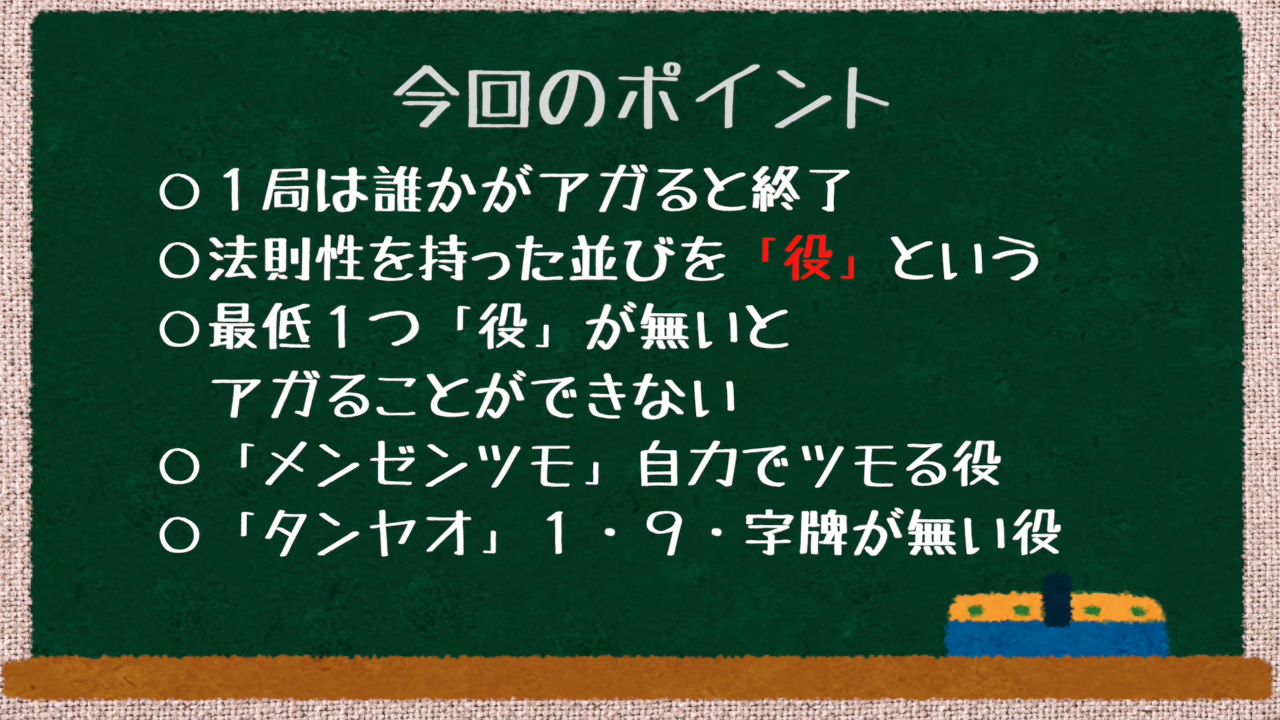 今回のポイント
○１局は誰かがアガると終了
○法則性を持った並びを「役」という
○最低１つ「役」が無いと
アガることができない
○「メンゼンツモ」自力でツモる役
○「タンヤオ」１・９・字牌が無い役